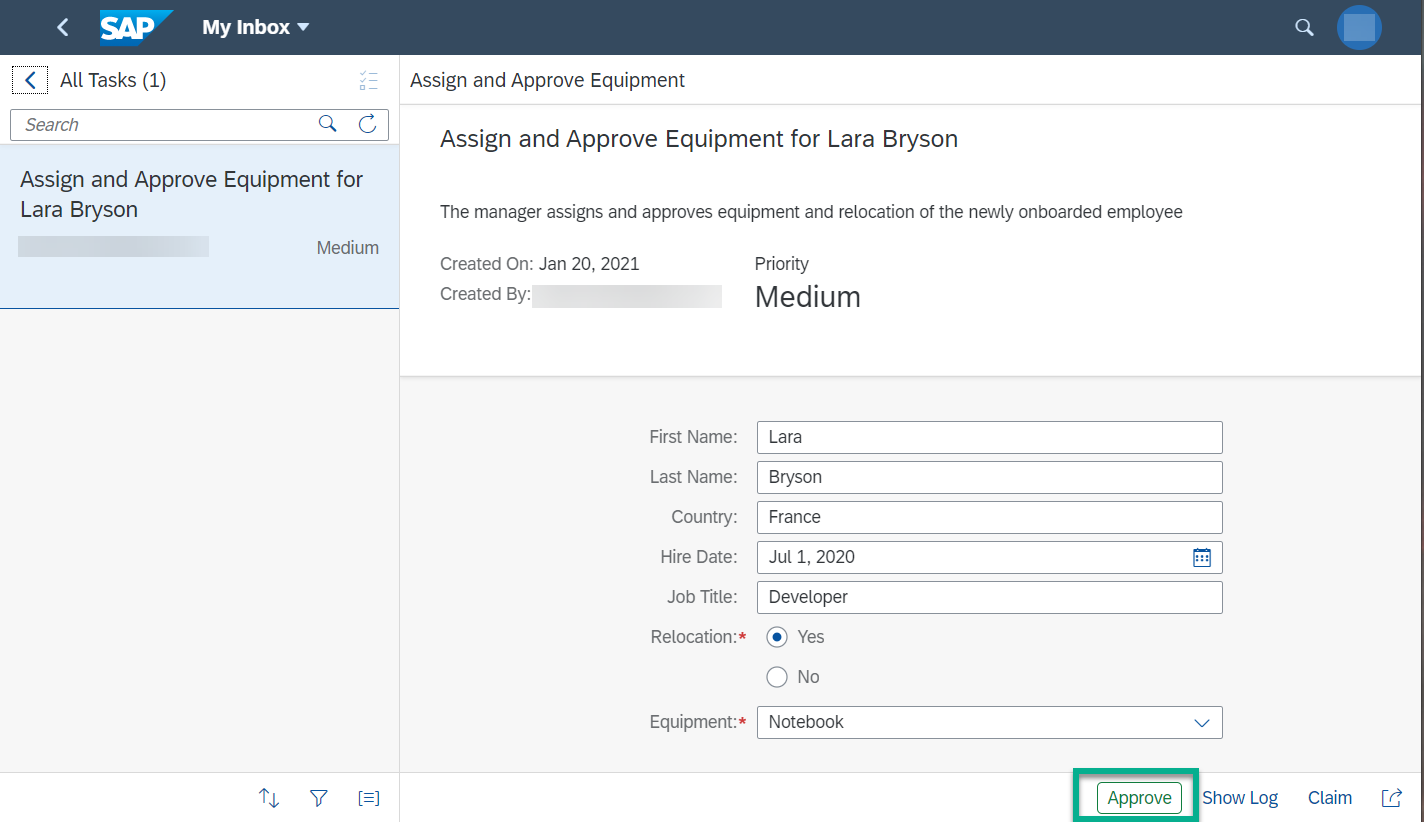 SAP My Inbox
All Tasks (1)
Search
Assign and Approve Equipment for
Lara Bryson
Medium
Assign and Approve Equipment
Assign and Approve Equipment for Lara Bryson
The manager assigns and approves equipment and relocation of the newly onboarded employee
Created On: Jan 20, 2021
Created By:
Priority
Medium
First Name: Lara
Last Name: Bryson
Country: France
Hire Date: Jul 1, 2020
Job Title: Developer
Relocation:* Yes
No
Equipment:* Notebook
Approve Show Log Claim